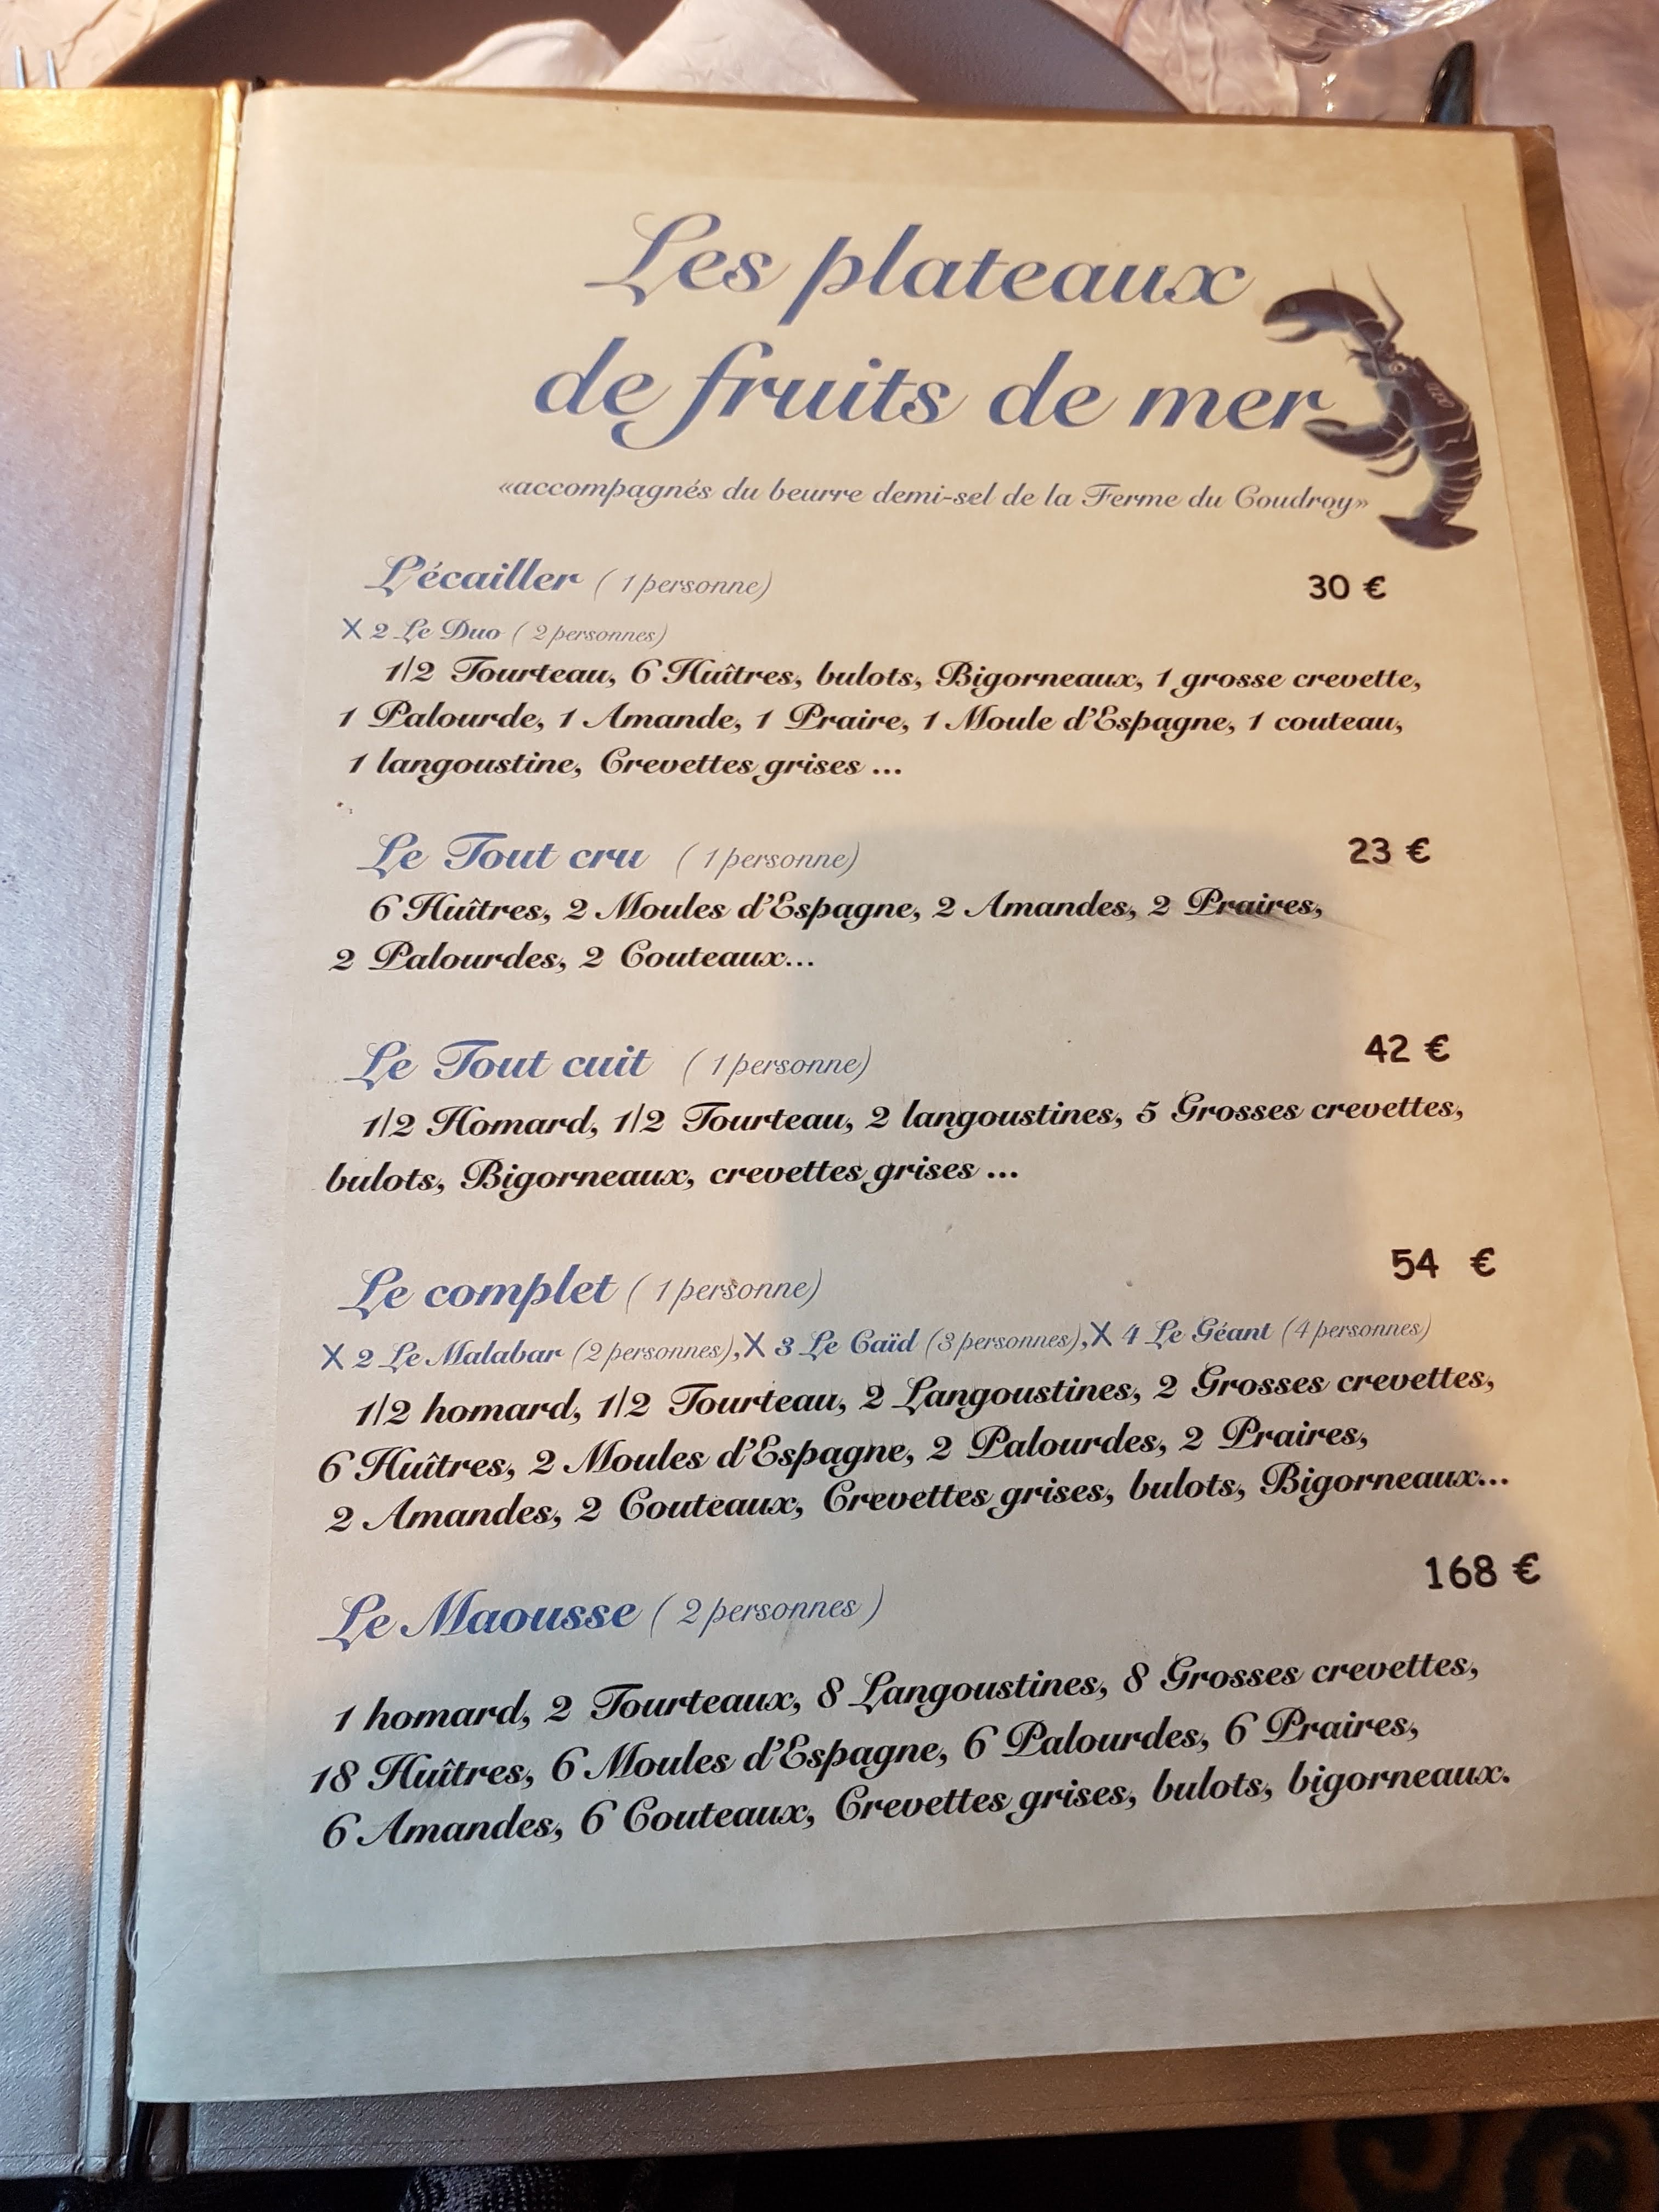 Les plateaux
de fruits de mer
«accompagnés du beurre demi-sel de la Ferme du Coudroy»
L'écailler ( 1 personne) 30 €
X 2 Le Duo ( 2 personnes)
1/2 Tourteau, 6 Huîtres, bulots, Bigorneaux, 1 grosse crevette,
1 Palourde, 1 Amande, 1 Praire, 1 Moule d'Espagne, 1 couteau,
1 langoustine, Crevettes grises ...
Le Tout cru ( 1 personne) 23 €
6 Huîtres, 2 Moules d'Espagne, 2 Amandes, 2 Praires,
2 Palourdes, 2 Couteaux...
Le Tout cuit ( 1 personne) 42 €
1/2 Homard, 1/2 Tourteau, 2 langoustines, 5 Grosses crevettes,
bulots, Bigorneaux, crevettes grises ...
Le complet ( 1 personne) 54 €
X 2 Le Malabar (2 personnes),X 3 Le Caïd (3 personnes),X 4 Le Géant (4 personnes)
1/2 homard, 1/2 Tourteau, 2 Langoustines, 2 Grosses crevettes,
6 Huîtres, 2 Moules d'Espagne, 2 Palourdes, 2 Praires,
2 Amandes, 2 Couteaux, Crevettes grises, bulots, Bigorneaux...
Le Maousse ( 2 personnes ) 168 €
1 homard, 2 Tourteaux, 8 Langoustines, 8 Grosses crevettes,
18 Huîtres, 6 Moules d'Espagne, 6 Palourdes, 6 Praires,
6 Amandes, 6 Couteaux, Crevettes grises, bulots, bigorneaux.